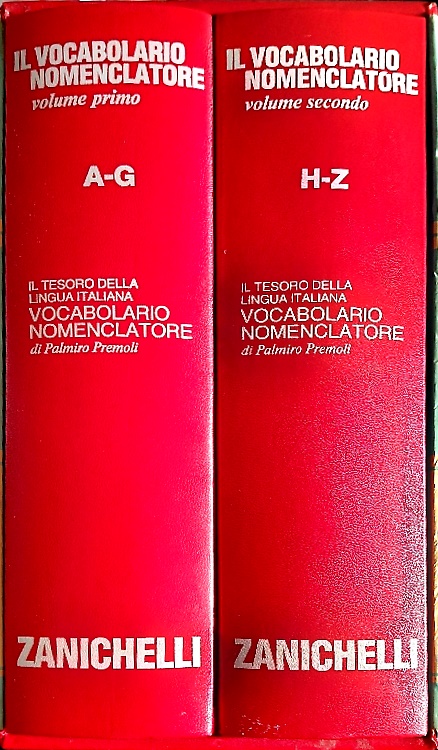 IL VOCABOLARIO
NOMENCLATORE
volume primo
A-G
IL TESORO DELLA
LINGUA ITALIANA
VOCABOLARIO
NOMENCLATORE
di Palmiro Premoli
ZANICHELLI
IL VOCABOLARIO
NOMENCLATORE
volume secondo
H-Z
IL TESORO DELLA
LINGUA ITALIANA
VOCABOLARIO
NOMENCLATORE
di Palmiro Premoli
ZANICHELLI